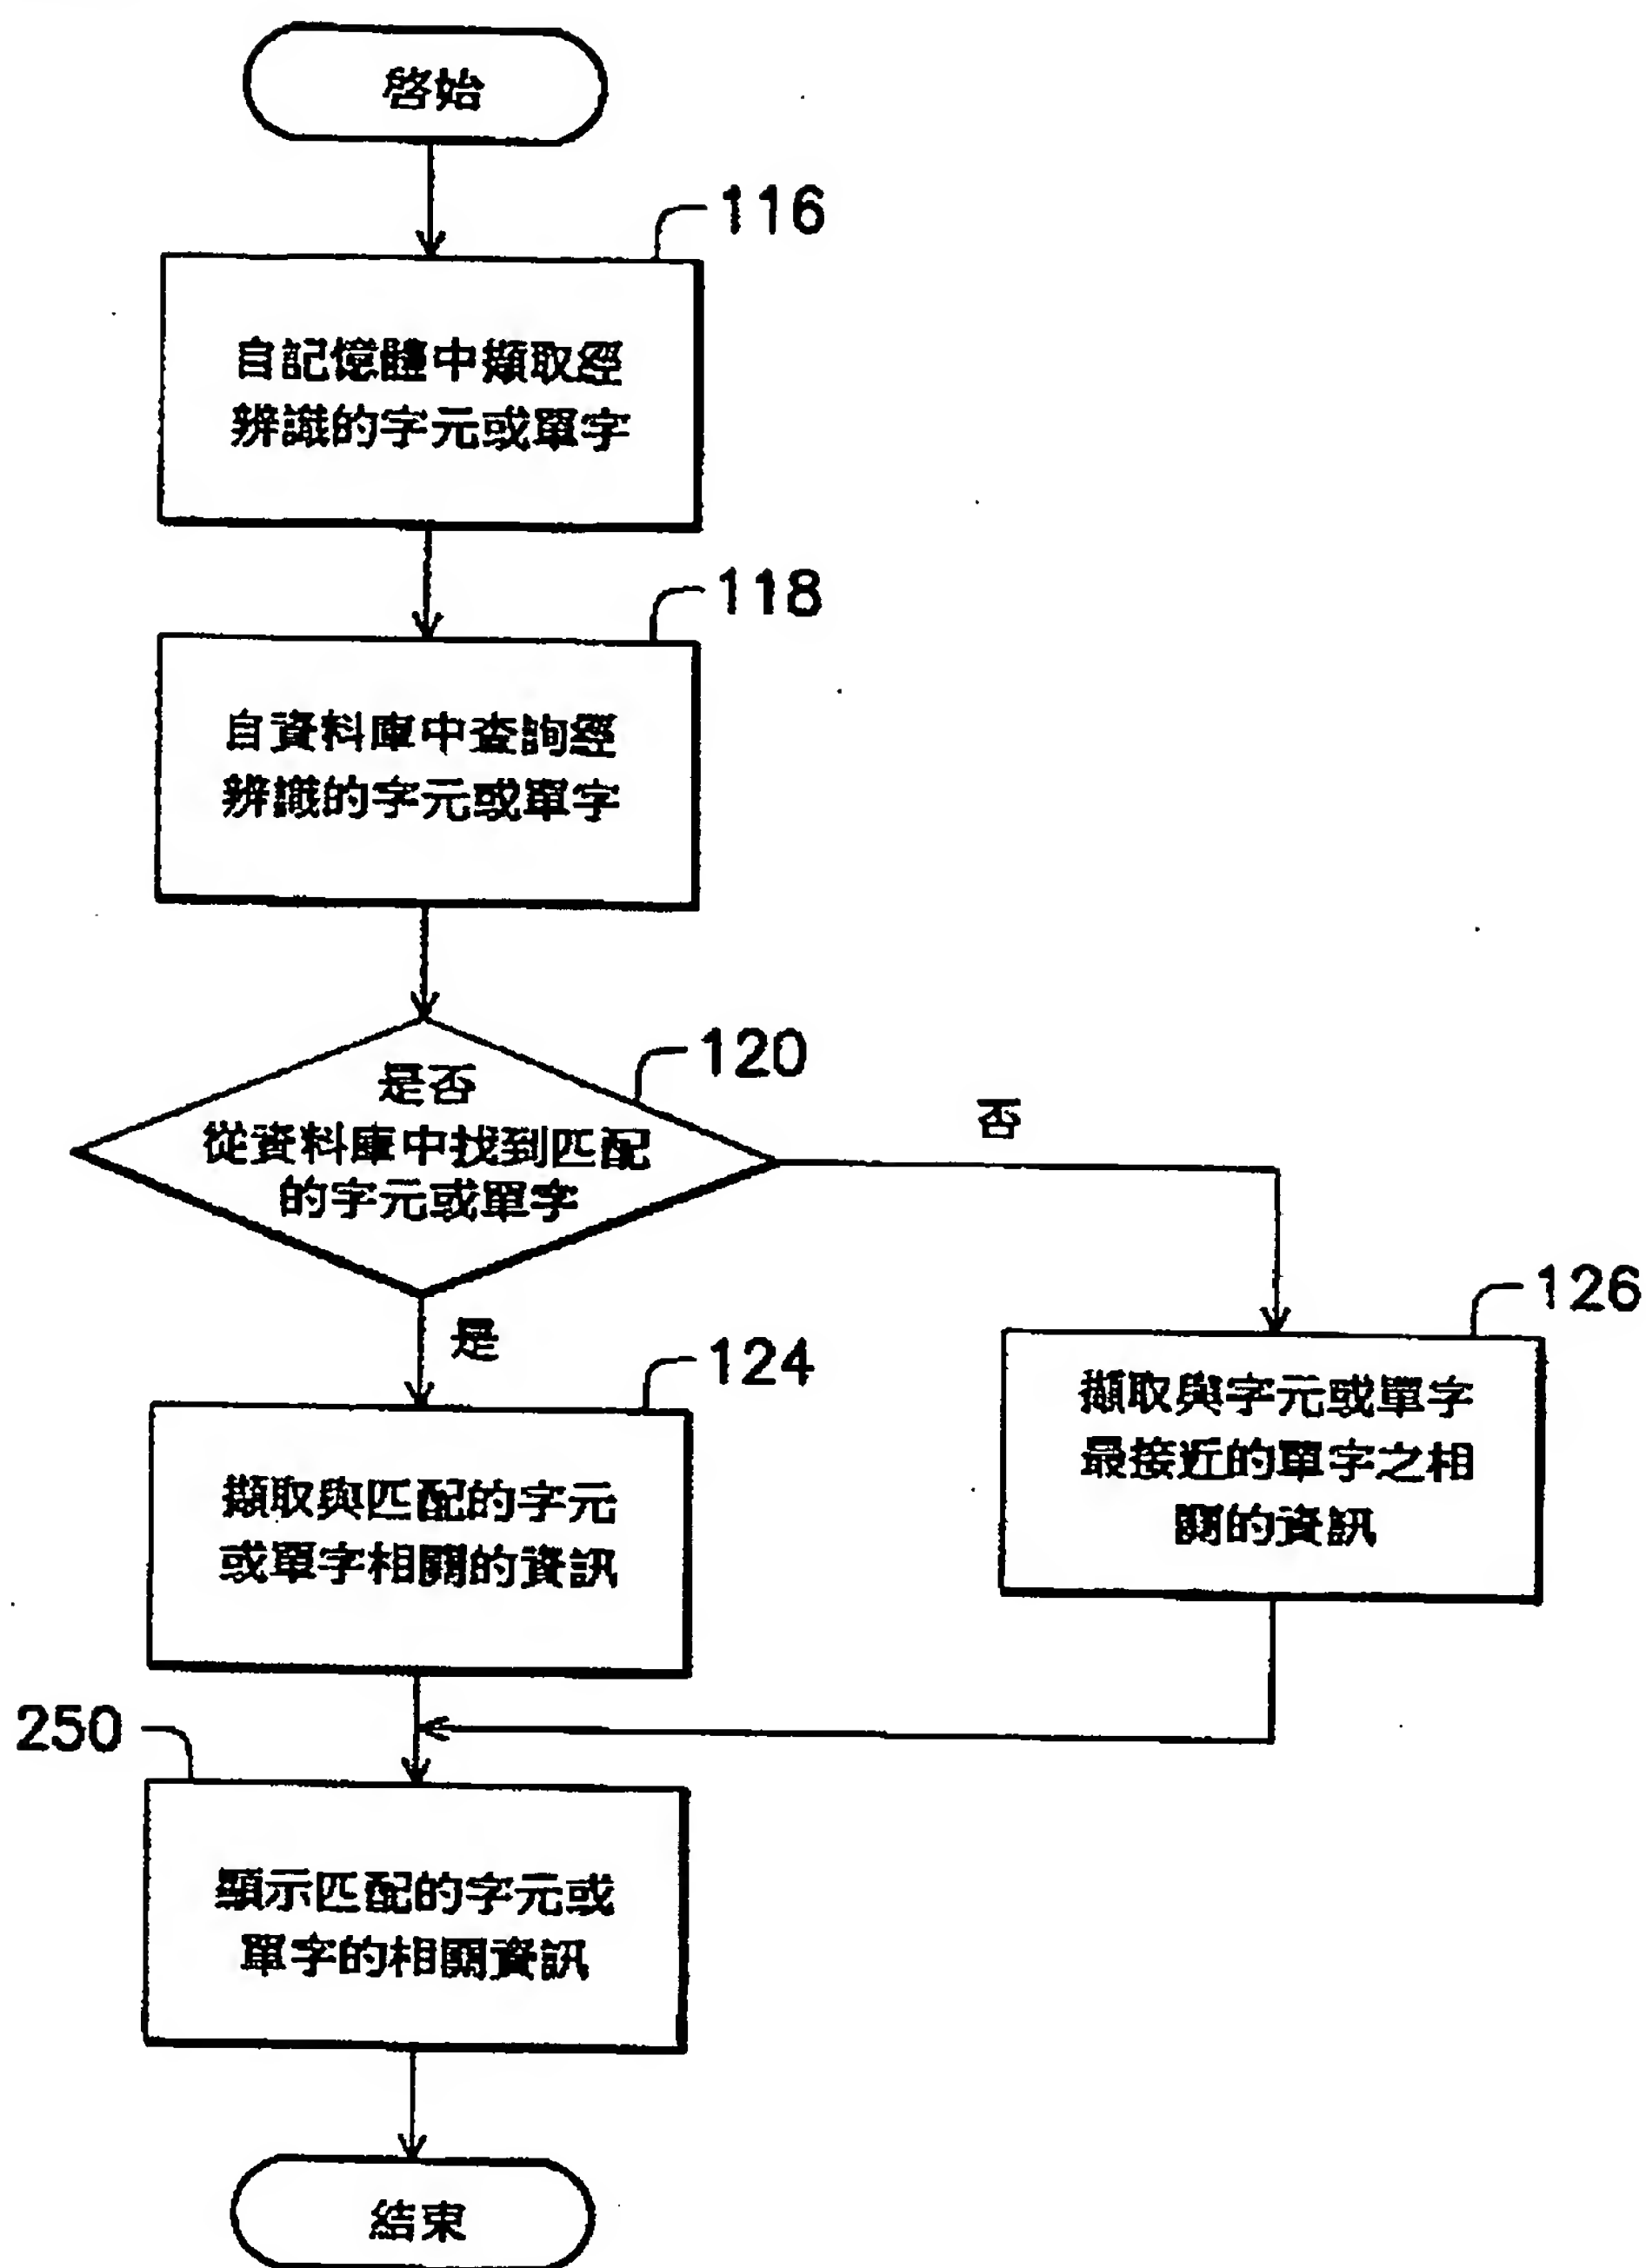 啓始
116
自記憶體中擷取經
辨識的字元或單字
118
自資料庫中查詢經
辨識的字元或單字
120
是否
從資料庫中找到匹配
的字元或單字
否
是
124
擷取與匹配的字元
或單字相關的資訊
126
擷取與字元或單字
最接近的單字之相
關的資訊
250
顯示匹配的字元或
單字的相關資訊
結束